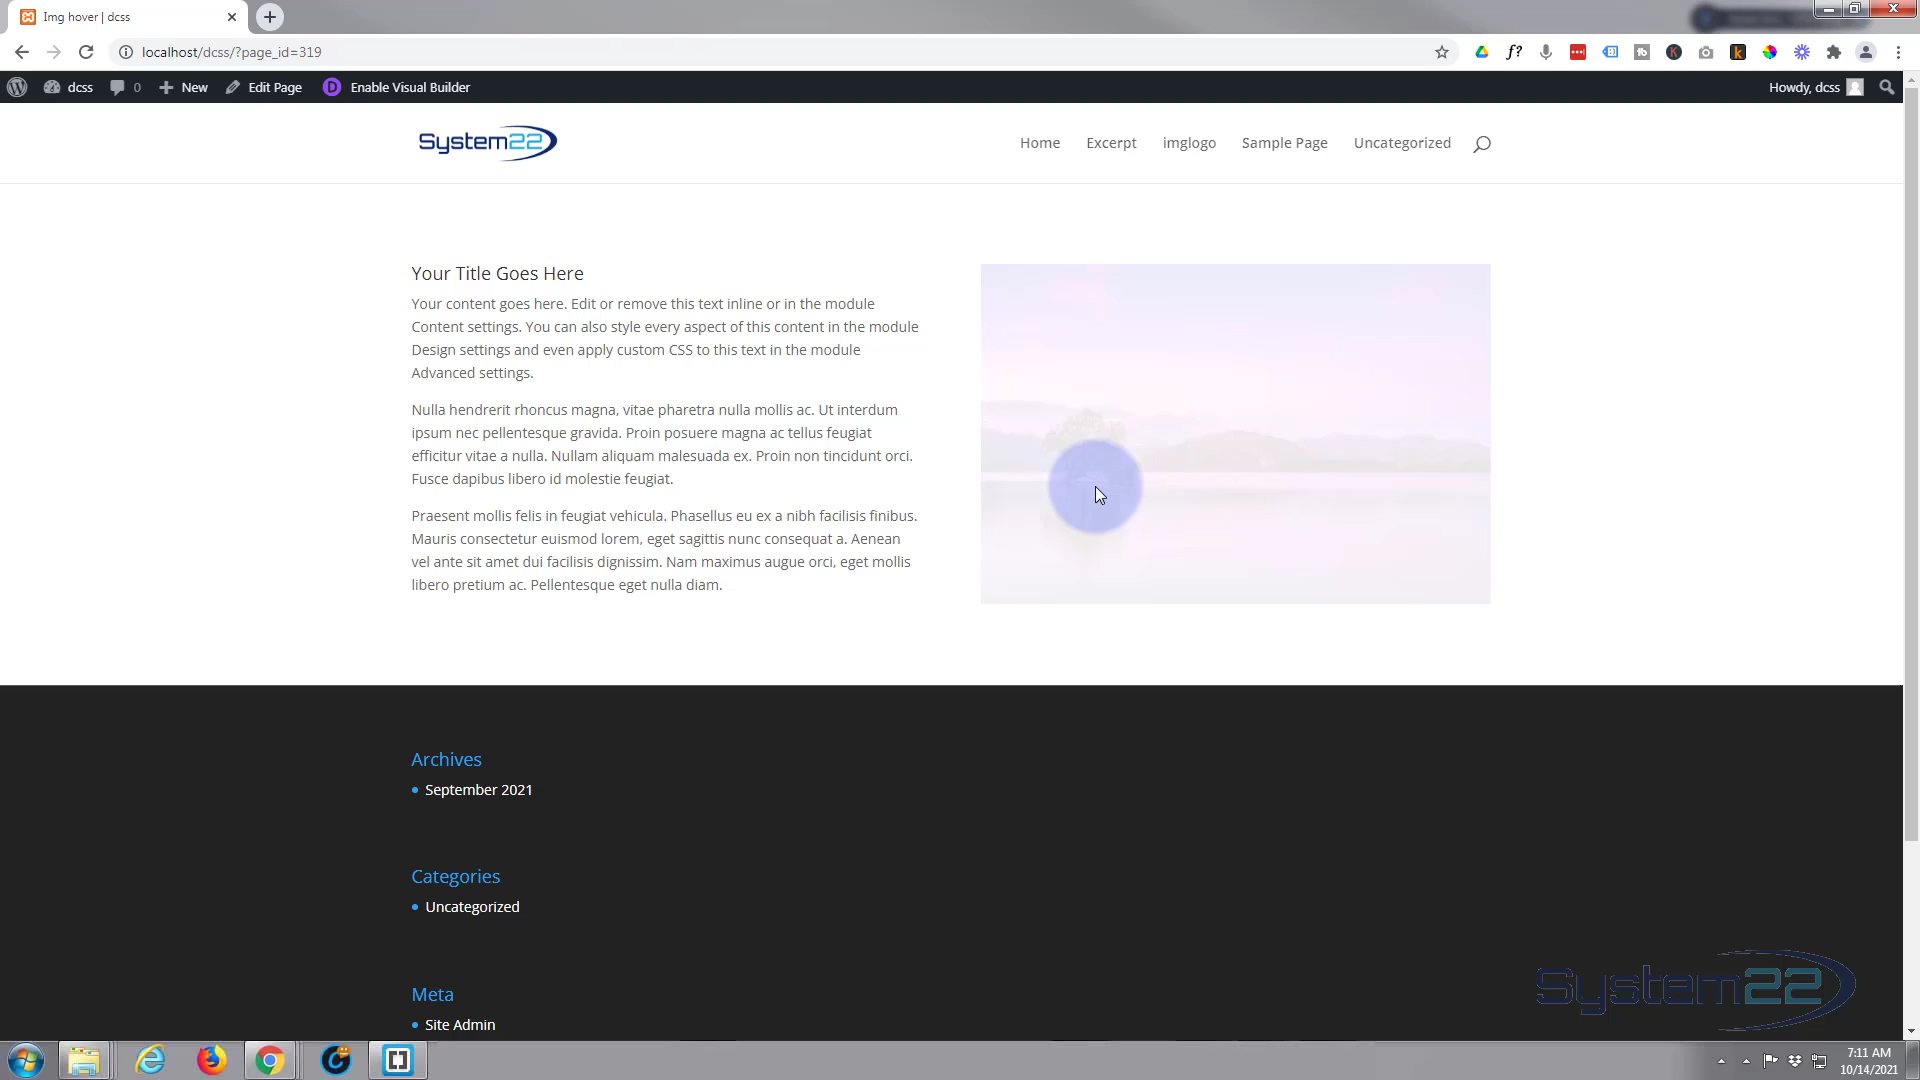 Img hover | dcss
localhost/dcss/?page_id=319
dcss 0 New Edit Page D Enable Visual Builder Howdy, dcss
System22
Home Excerpt imglogo Sample Page Uncategorized
Your Title Goes Here
Your content goes here. Edit or remove this text inline or in the module
Content settings. You can also style every aspect of this content in the module
Design settings and even apply custom CSS to this text in the module
Advanced settings.
Nulla hendrerit rhoncus magna, vitae pharetra nulla mollis ac. Ut interdum
ipsum nec pellentesque gravida. Proin posuere magna ac tellus feugiat
efficitur vitae a nulla. Nullam aliquam malesuada ex. Proin non tincidunt orci.
Fusce dapibus libero id molestie feugiat.
Praesent mollis felis in feugiat vehicula. Phasellus eu ex a nibh facilisis finibus.
Mauris consectetur euismod lorem, eget sagittis nunc consequat a. Aenean
vel ante sit amet dui facilisis dignissim. Nam maximus augue orci, eget mollis
libero pretium ac. Pellentesque eget nulla diam.
Archives
September 2021
Categories
Uncategorized
Meta
Site Admin
System22
7:11 AM
10/14/2021